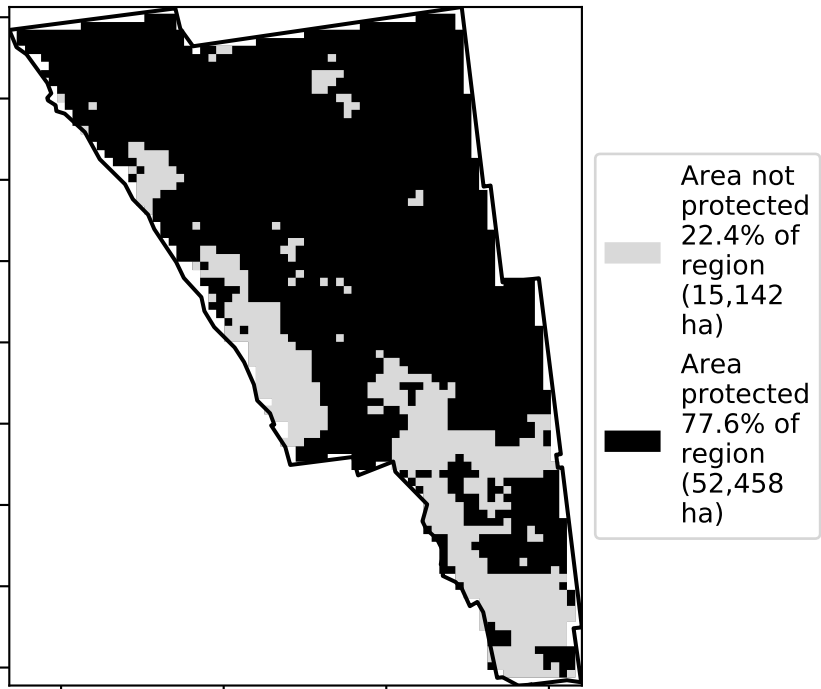 Area not
protected
22.4% of
region
(15,142
ha)
Area
protected
77.6% of
region
(52,458
ha)